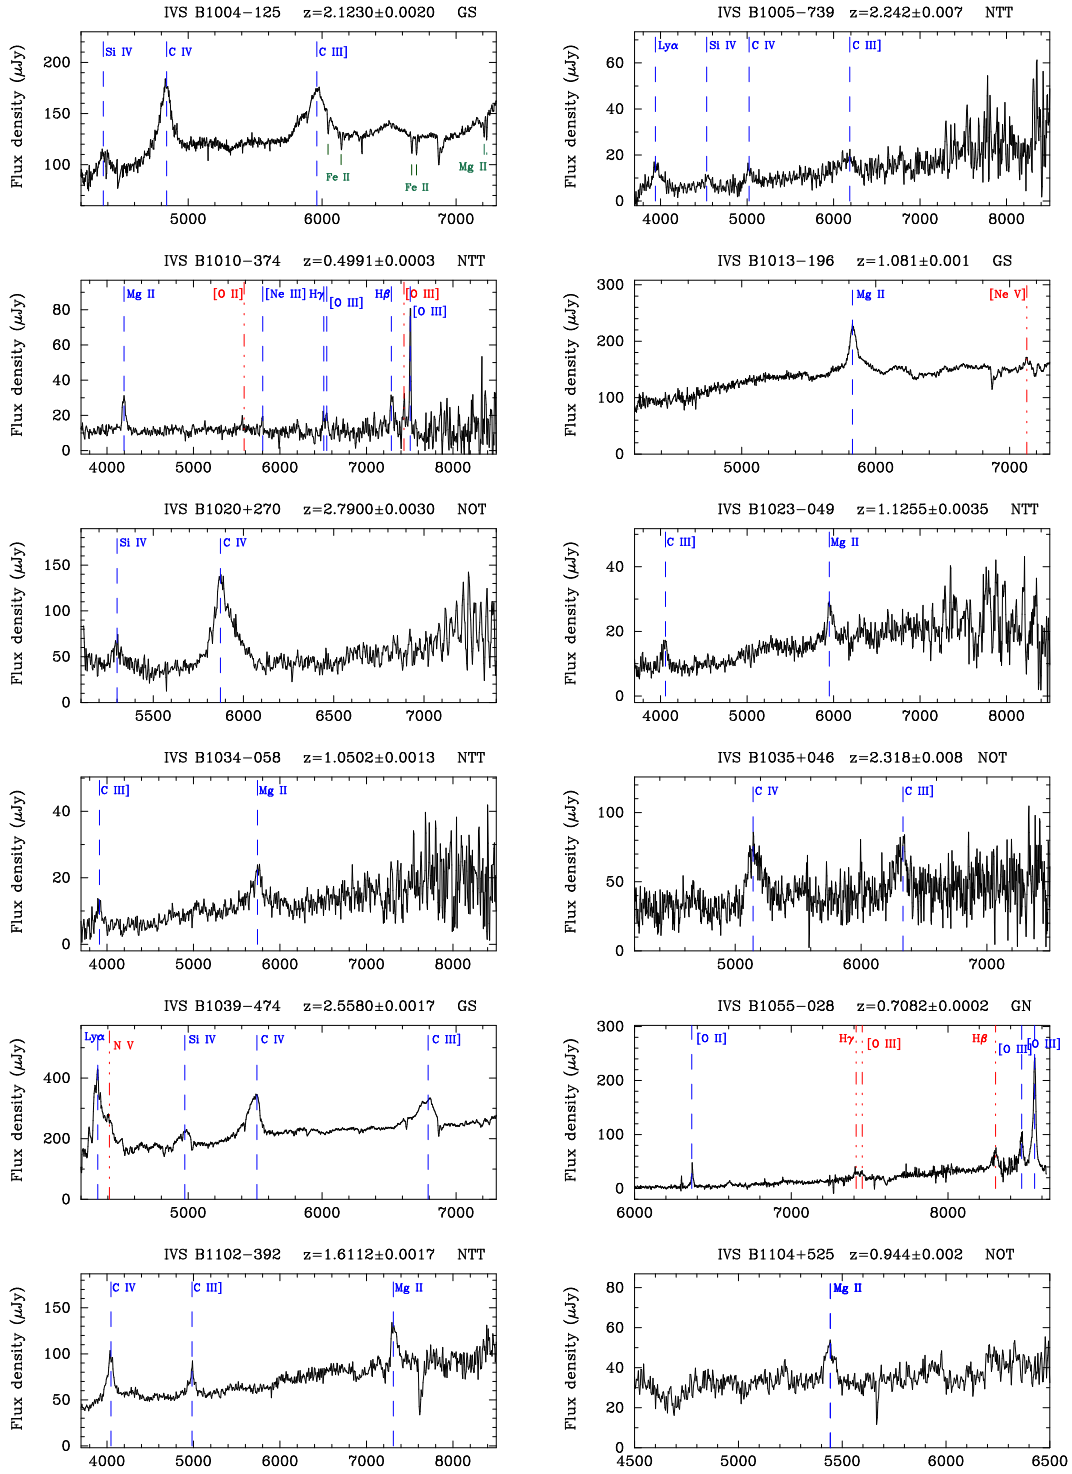 IVS B1004−125 z=2.1230±0.0020 GS
Flux density (μJy)
200
150
100
Si IV
C IV
C III]
Fe II
Fe II
Mg II
5000 6000 7000
IVS B1005−739 z=2.242±0.007 NTT
Flux density (μJy)
60
40
20
0
Lyα
Si IV
C IV
C III]
4000 5000 6000 7000 8000
IVS B1010−374 z=0.4991±0.0003 NTT
Flux density (μJy)
80
60
40
20
0
Mg II
[O II]
[Ne III]
Hγ
[O III]
Hβ
[O III]
[O III]
4000 5000 6000 7000 8000
IVS B1013−196 z=1.081±0.001 GS
Flux density (μJy)
300
200
100
0
Mg II
[Ne V]
5000 6000 7000
IVS B1020+270 z=2.7900±0.0030 NOT
Flux density (μJy)
150
100
50
0
Si IV
C IV
5500 6000 6500 7000
IVS B1023−049 z=1.1255±0.0035 NTT
Flux density (μJy)
40
20
0
C III]
Mg II
4000 5000 6000 7000 8000
IVS B1034−058 z=1.0502±0.0013 NTT
Flux density (μJy)
40
20
0
C III]
Mg II
4000 5000 6000 7000 8000
IVS B1035+046 z=2.318±0.008 NOT
Flux density (μJy)
100
50
0
C IV
C III]
5000 6000 7000
IVS B1039−474 z=2.5580±0.0017 GS
Flux density (μJy)
400
200
0
Lyα
N V
Si IV
C IV
C III]
5000 6000 7000
IVS B1055−028 z=0.7082±0.0002 GN
Flux density (μJy)
300
200
100
0
[O II]
Hγ
[O III]
Hβ
[O III]
[O III]
6000 7000 8000
IVS B1102−392 z=1.6112±0.0017 NTT
Flux density (μJy)
150
100
50
0
C IV
C III]
Mg II
4000 5000 6000 7000 8000
IVS B1104+525 z=0.944±0.002 NOT
Flux density (μJy)
80
60
40
20
0
Mg II
4500 5000 5500 6000 6500